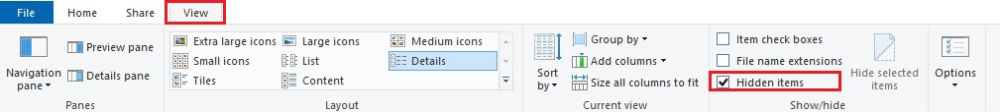 File
Home
Share
View
Navigation
pane
Preview pane
Details pane
Panes
Extra large icons
Large icons
Medium icons
Small icons
List
Details
Tiles
Content
Layout
Sort
by
Group by
Add columns
Size all columns to fit
Current view
Item check boxes
File name extensions
Hidden items
Hide selected
items
Show/hide
Options